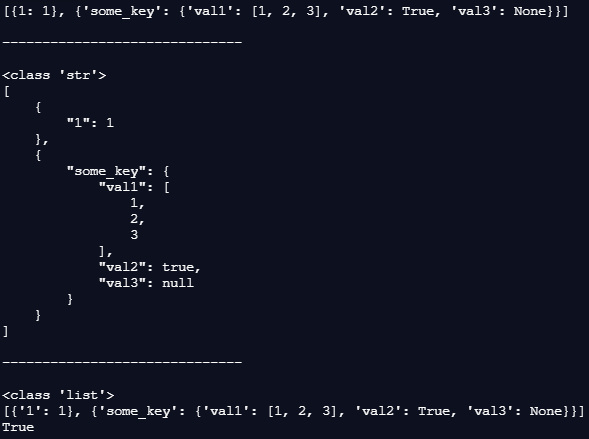 [{1: 1}, {'some_key': {'val1': [1, 2, 3], 'val2': True, 'val3': None}}]
------------------------------
<class 'str'>
[
    {
        "1": 1
    },
    {
        "some_key": {
            "val1": [
                1,
                2,
                3
            ],
            "val2": true,
            "val3": null
        }
    }
]
------------------------------
<class 'list'>
[{'1': 1}, {'some_key': {'val1': [1, 2, 3], 'val2': True, 'val3': None}}]
True